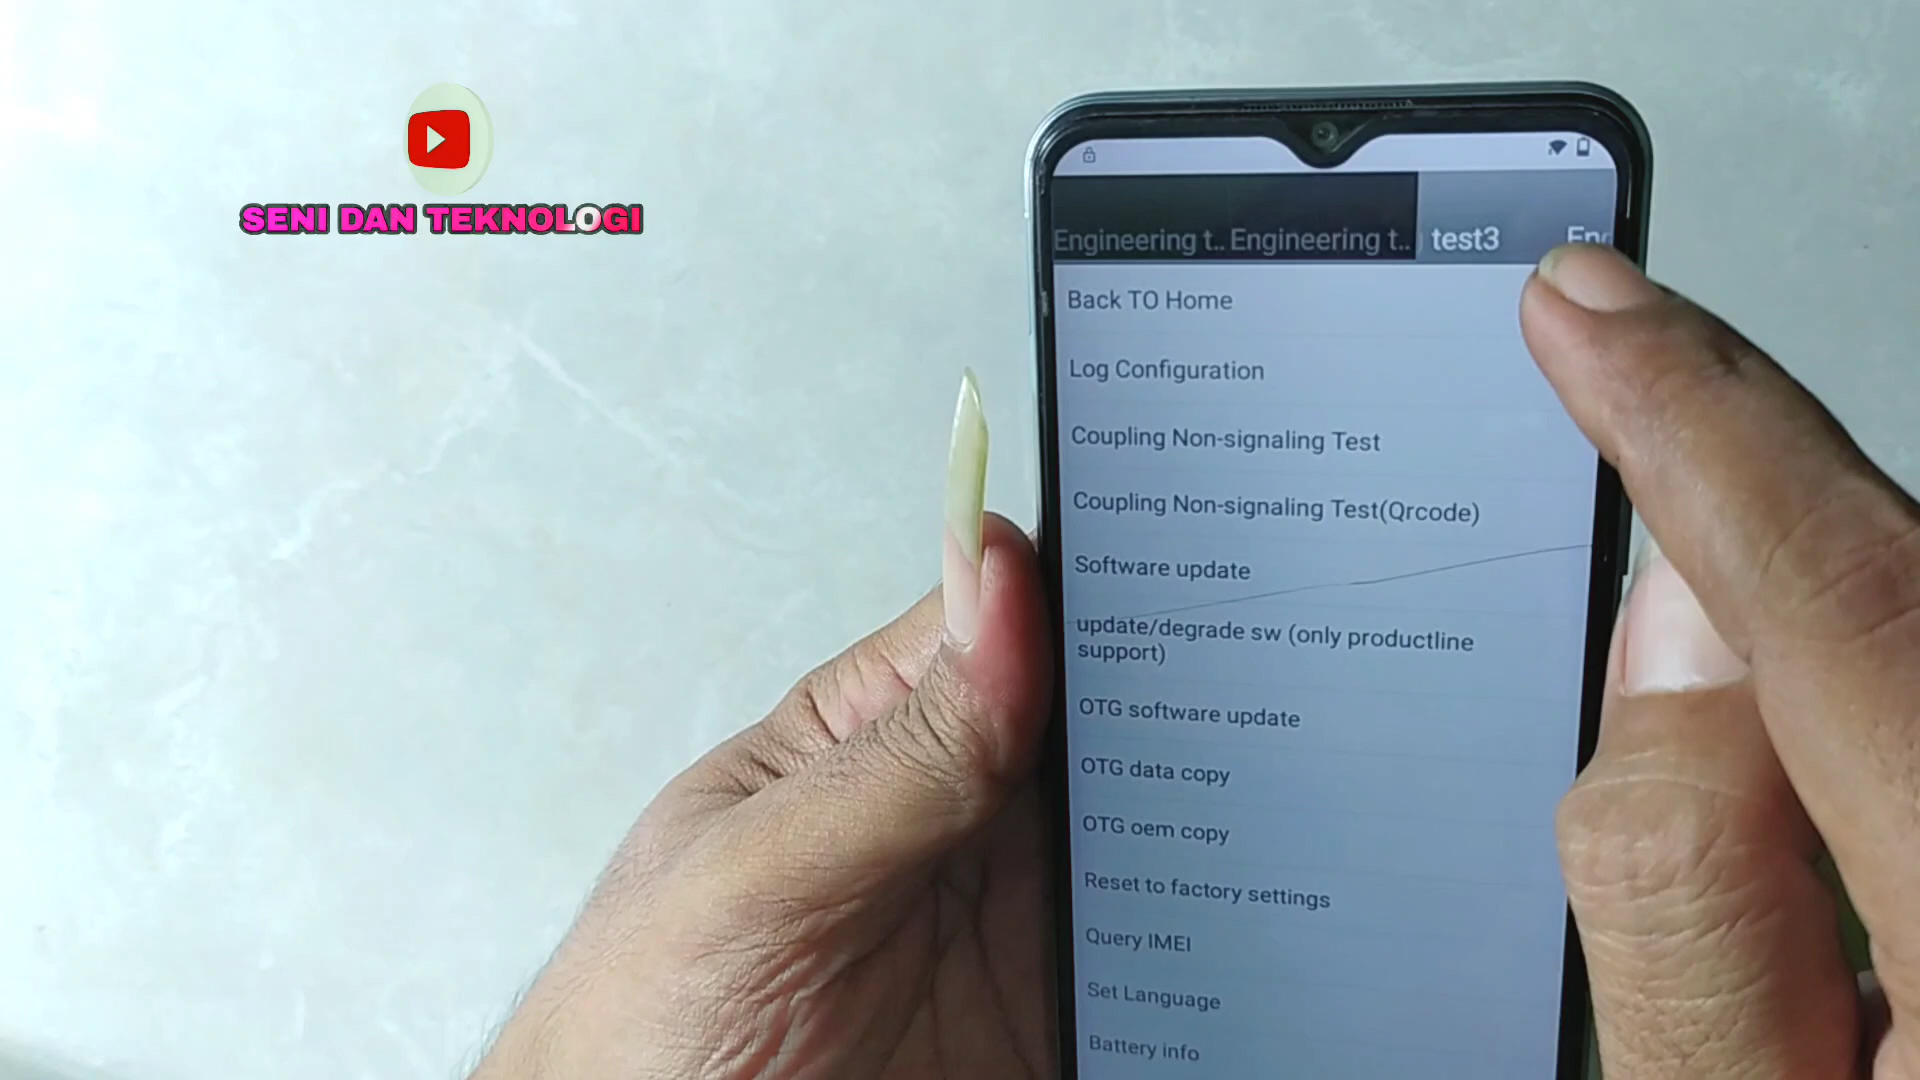 SENI DAN TEKNOLOGI
Engineering t.. Engineering t.. test3
Back TO Home
Log Configuration
Coupling Non-signaling Test
Coupling Non-signaling Test(Qrcode)
Software update
update/degrade sw (only productline
support)
OTG software update
OTG data copy
OTG oem copy
Reset to factory settings
Query IMEI
Set Language
Battery info